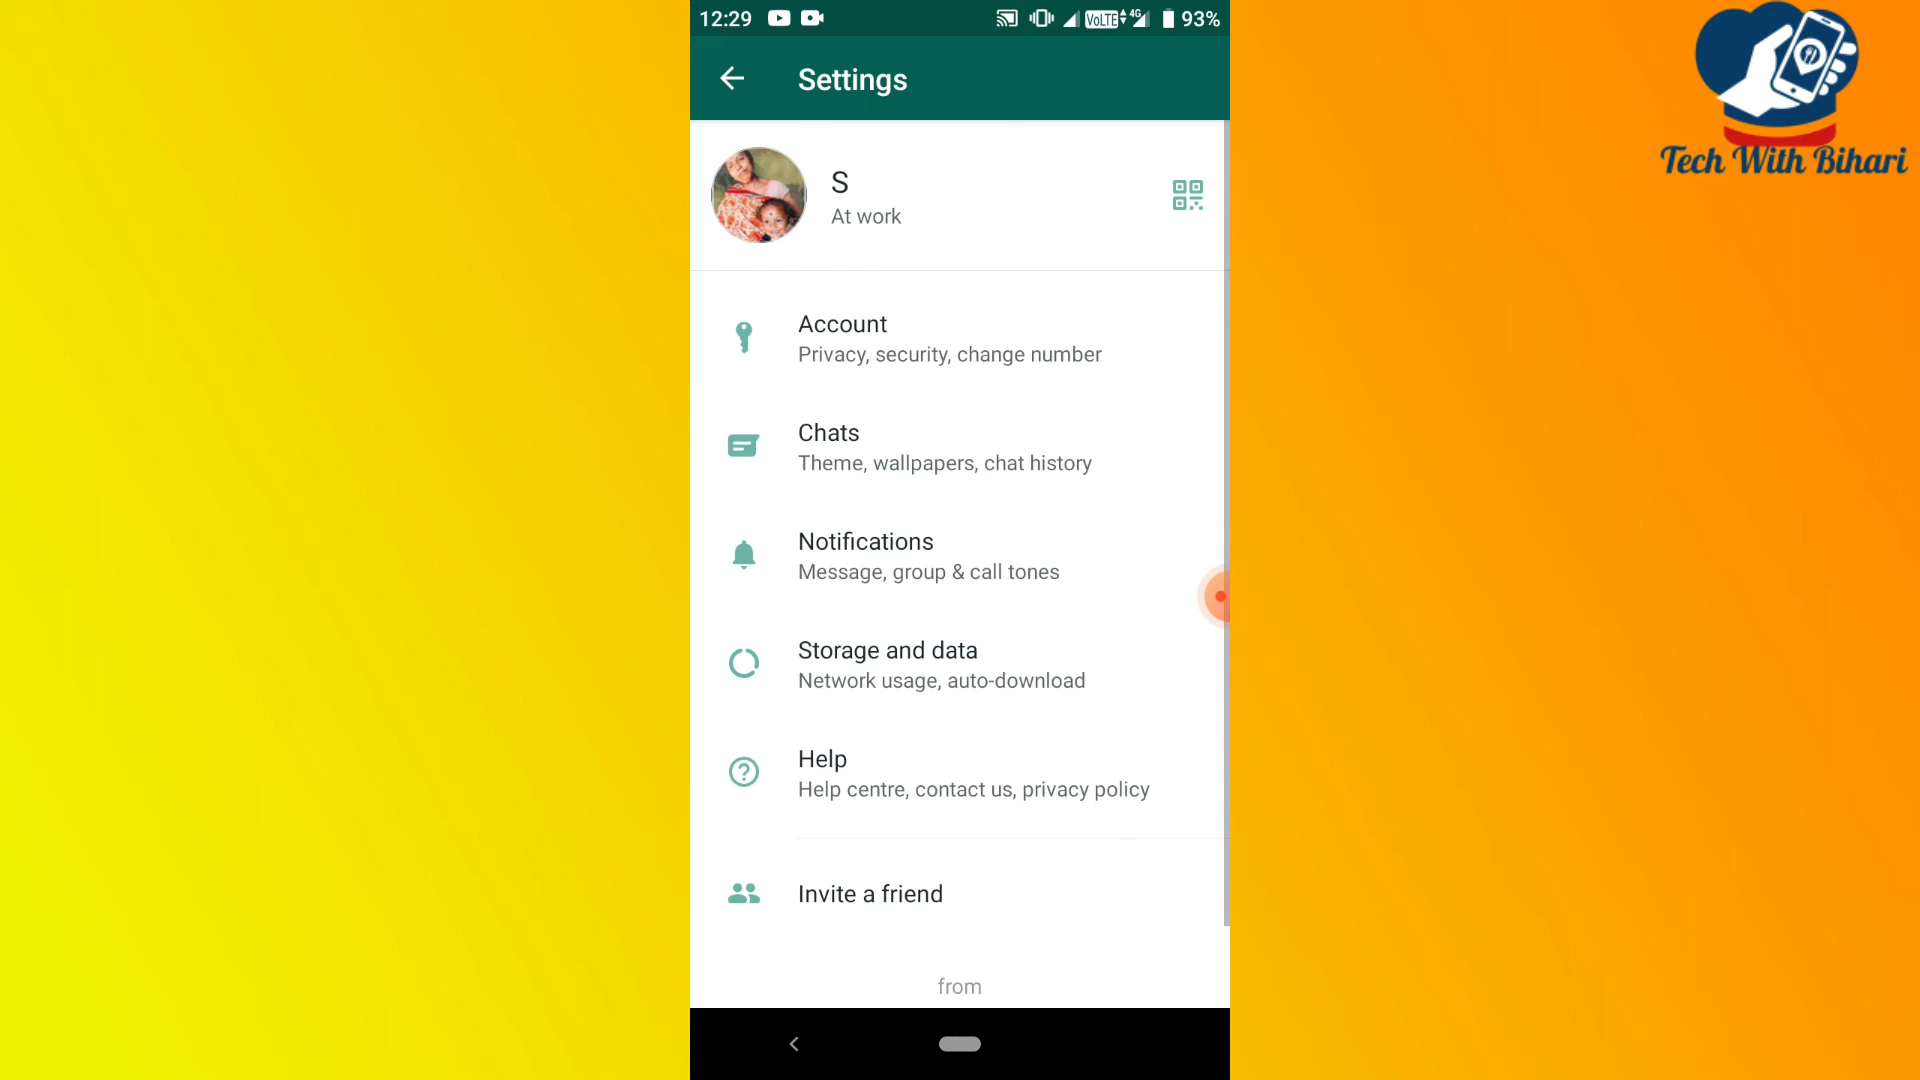 12:29
VoLTE 4G 93%
Tech With Bihari
Settings
S
At work
Account
Privacy, security, change number
Chats
Theme, wallpapers, chat history
Notifications
Message, group & call tones
Storage and data
Network usage, auto-download
Help
Help centre, contact us, privacy policy
Invite a friend
from